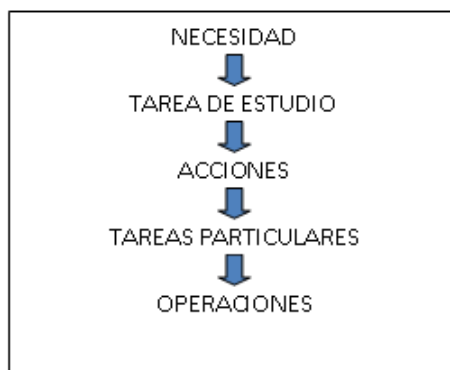 NECESIDAD
TAREA DE ESTUDIO
ACCIONES
TAREAS PARTICULARES
OPERACIONES